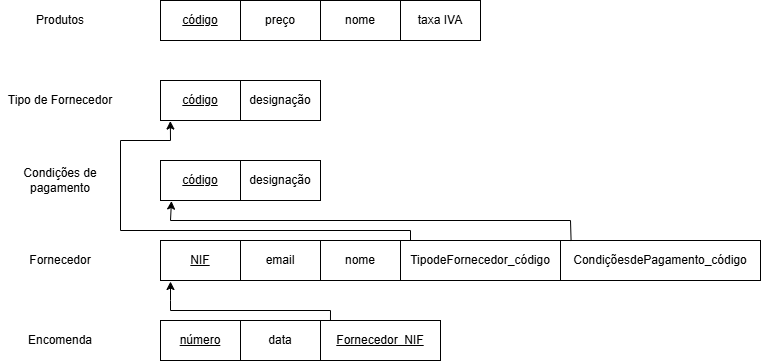 Produtos
código
preço
nome
taxa IVA
Tipo de Fornecedor
código
designação
Condições de
pagamento
código
designação
Fornecedor
NIF
email
nome
TipodeFornecedor_código
CondiçõesdePagamento_código
Encomenda
número
data
Fornecedor_NIF